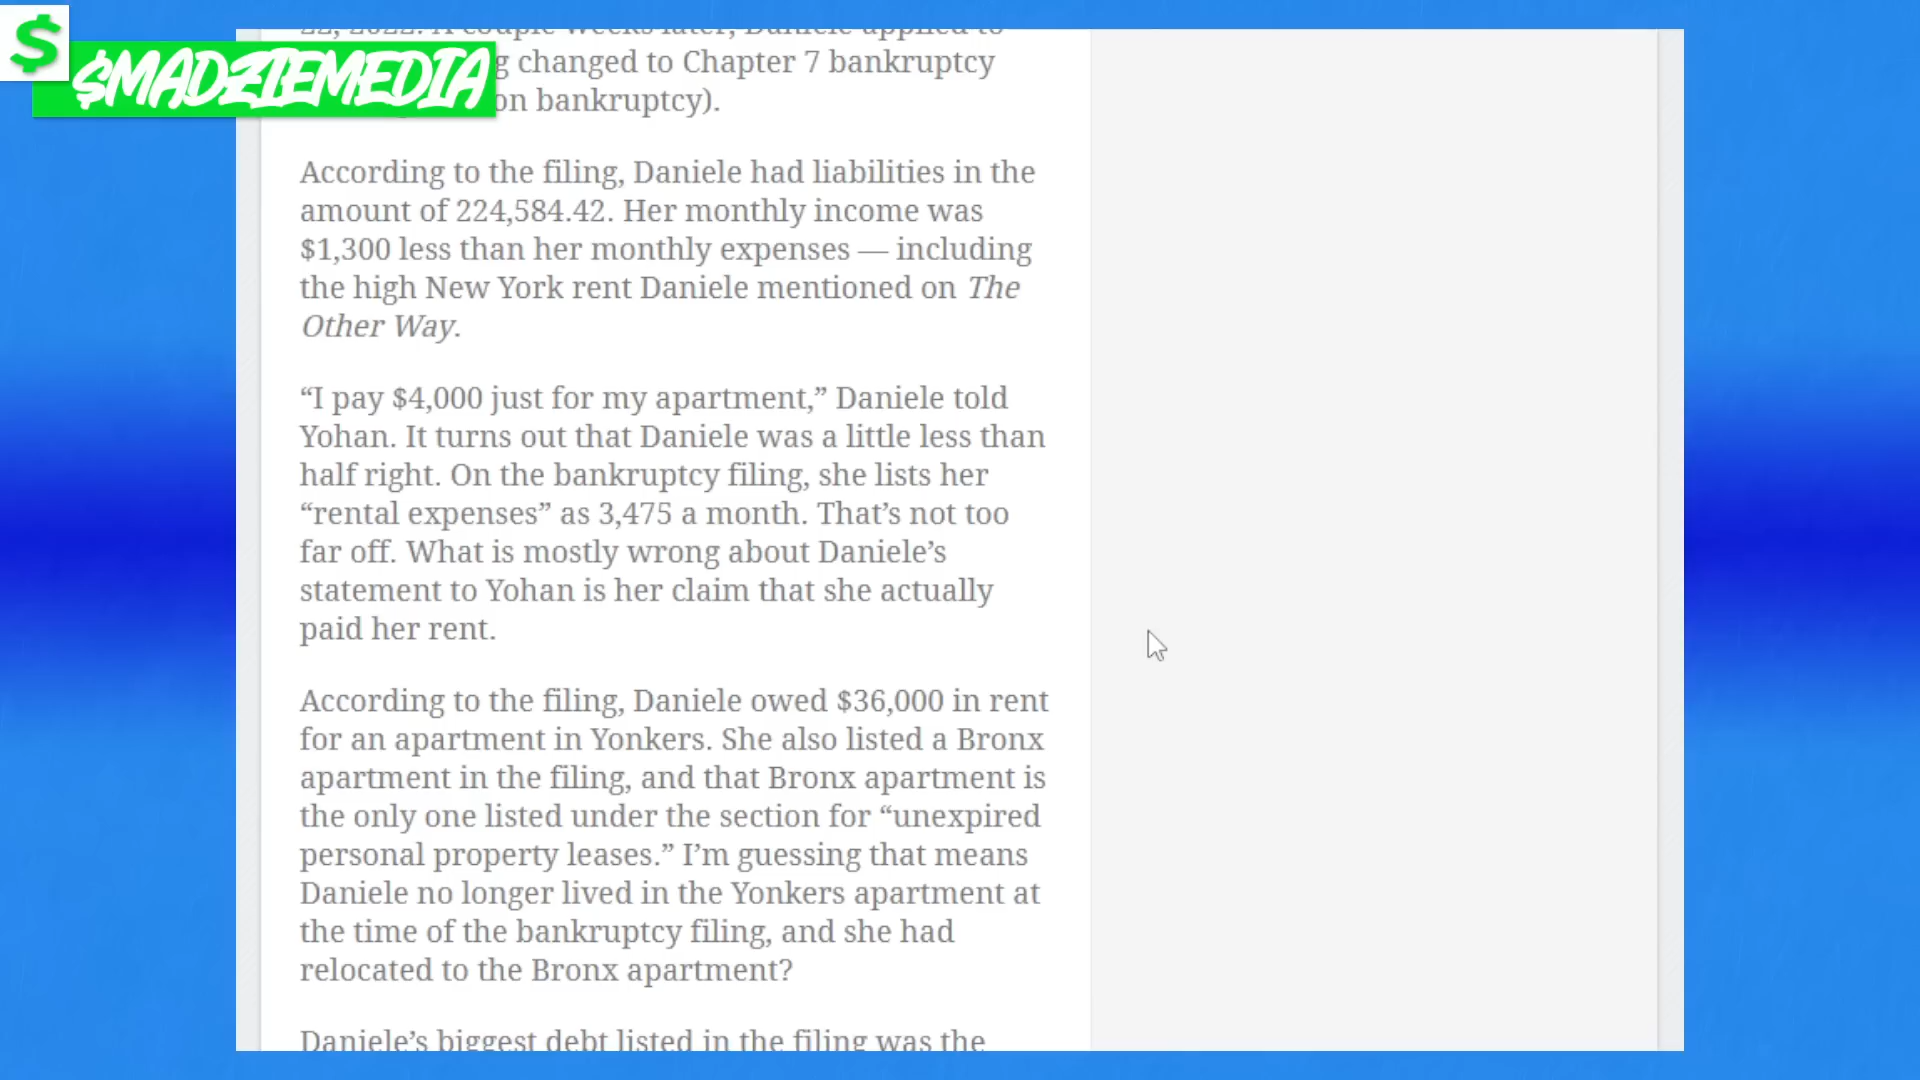 $
$MADZIEMEDIA
22, 2022. A couple weeks later, Daniele applied to
g changed to Chapter 7 bankruptcy
on bankruptcy).
According to the filing, Daniele had liabilities in the
amount of 224,584.42. Her monthly income was
$1,300 less than her monthly expenses — including
the high New York rent Daniele mentioned on The
Other Way.
“I pay $4,000 just for my apartment,” Daniele told
Yohan. It turns out that Daniele was a little less than
half right. On the bankruptcy filing, she lists her
“rental expenses” as 3,475 a month. That’s not too
far off. What is mostly wrong about Daniele’s
statement to Yohan is her claim that she actually
paid her rent.
According to the filing, Daniele owed $36,000 in rent
for an apartment in Yonkers. She also listed a Bronx
apartment in the filing, and that Bronx apartment is
the only one listed under the section for “unexpired
personal property leases.” I’m guessing that means
Daniele no longer lived in the Yonkers apartment at
the time of the bankruptcy filing, and she had
relocated to the Bronx apartment?
Daniele’s biggest debt listed in the filing was the